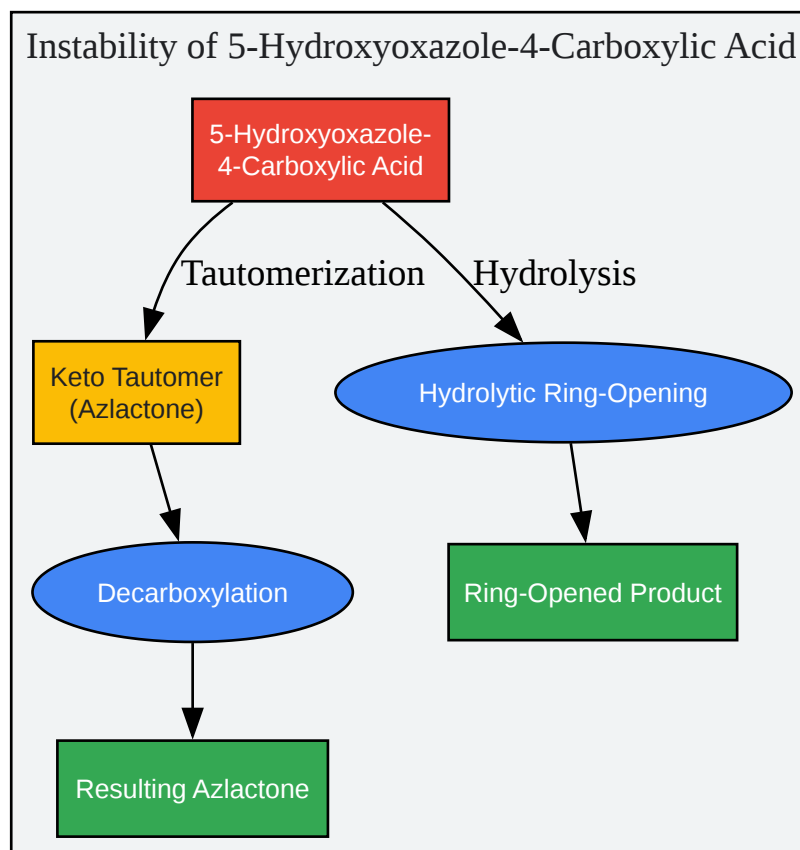 Instability of 5-Hydroxyoxazole-4-Carboxylic Acid
5-Hydroxyoxazole-
4-Carboxylic Acid
Tautomerization
Hydrolysis
Keto Tautomer
(Azlactone)
Hydrolytic Ring-Opening
Decarboxylation
Ring-Opened Product
Resulting Azlactone